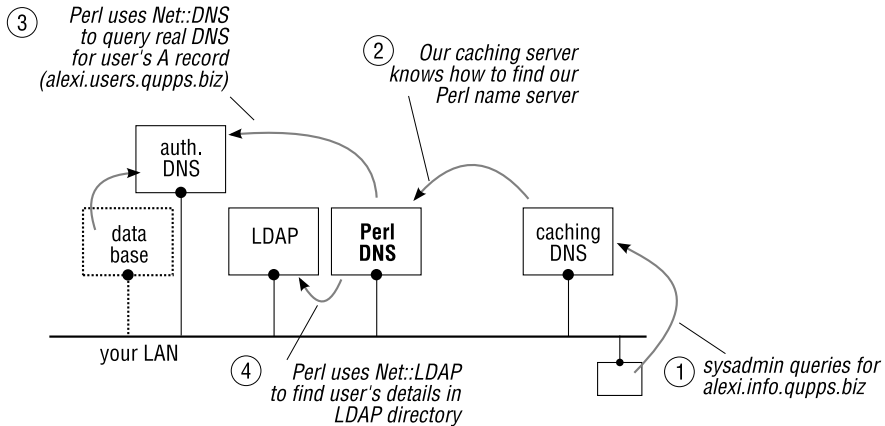 3
Perl uses Net::DNS
to query real DNS
for user's A record
(alexi.users.qupps.biz)
2
Our caching server
knows how to find our
Perl name server
auth.
DNS
data
base
LDAP
Perl
DNS
caching
DNS
your LAN
4
Perl uses Net::LDAP
to find user's details in
LDAP directory
1
sysadmin queries for
alexi.info.qupps.biz